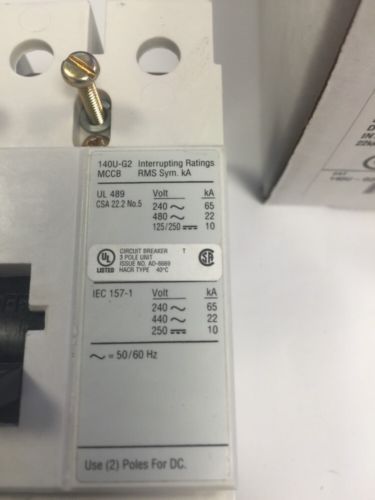 140U-G2 Interrupting Ratings
MCCB RMS Sym. kA
UL 489 Volt kA
CSA 22.2 No.5 240 ~ 65
480 ~ 22
125/250 ⎓ 10
UL LISTED CIRCUIT BREAKER T
3 POLE UNIT
ISSUE NO. AD-8669
HACR TYPE 40°C
IEC 157-1 Volt kA
240 ~ 65
440 ~ 22
250 ⎓ 10
~ = 50/60 Hz
Use (2) Poles For DC.